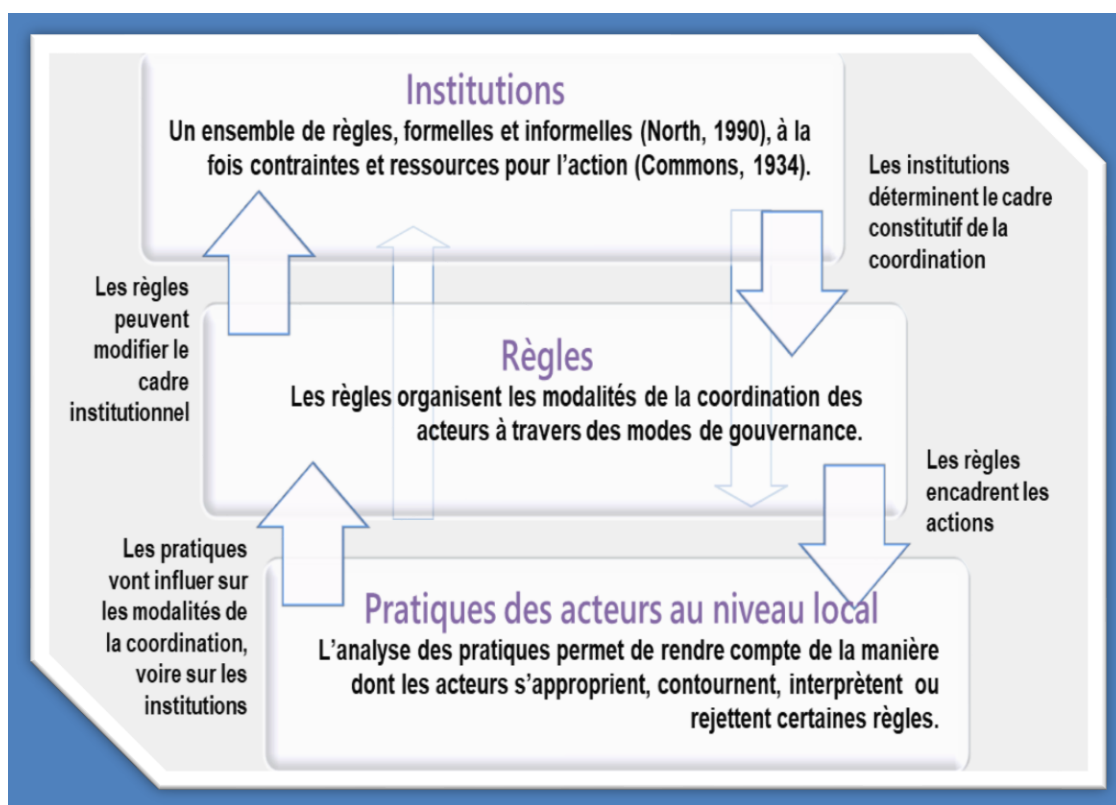 Institutions
Un ensemble de règles, formelles et informelles (North, 1990), à la
fois contraintes et ressources pour l’action (Commons, 1934).
Les institutions
déterminent le cadre
constitutif de la
coordination
Les règles
peuvent
modifier le
cadre
institutionnel
Règles
Les règles organisent les modalités de la coordination des
acteurs à travers des modes de gouvernance.
Les règles
encadrent les
actions
Les pratiques
vont influer sur
les modalités de
la coordination,
voire sur les
institutions
Pratiques des acteurs au niveau local
L’analyse des pratiques permet de rendre compte de la manière
dont les acteurs s’approprient, contournent, interprètent ou
rejettent certaines règles.